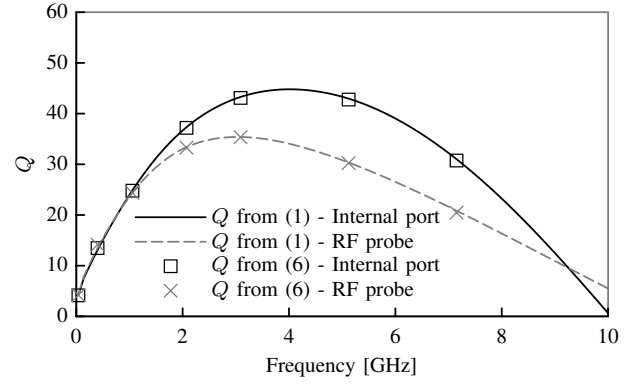 60
50
40
30
20
10
0
Q
Q from (1) - Internal port
Q from (1) - RF probe
Q from (6) - Internal port
Q from (6) - RF probe
0 2 4 6 8 10
Frequency [GHz]